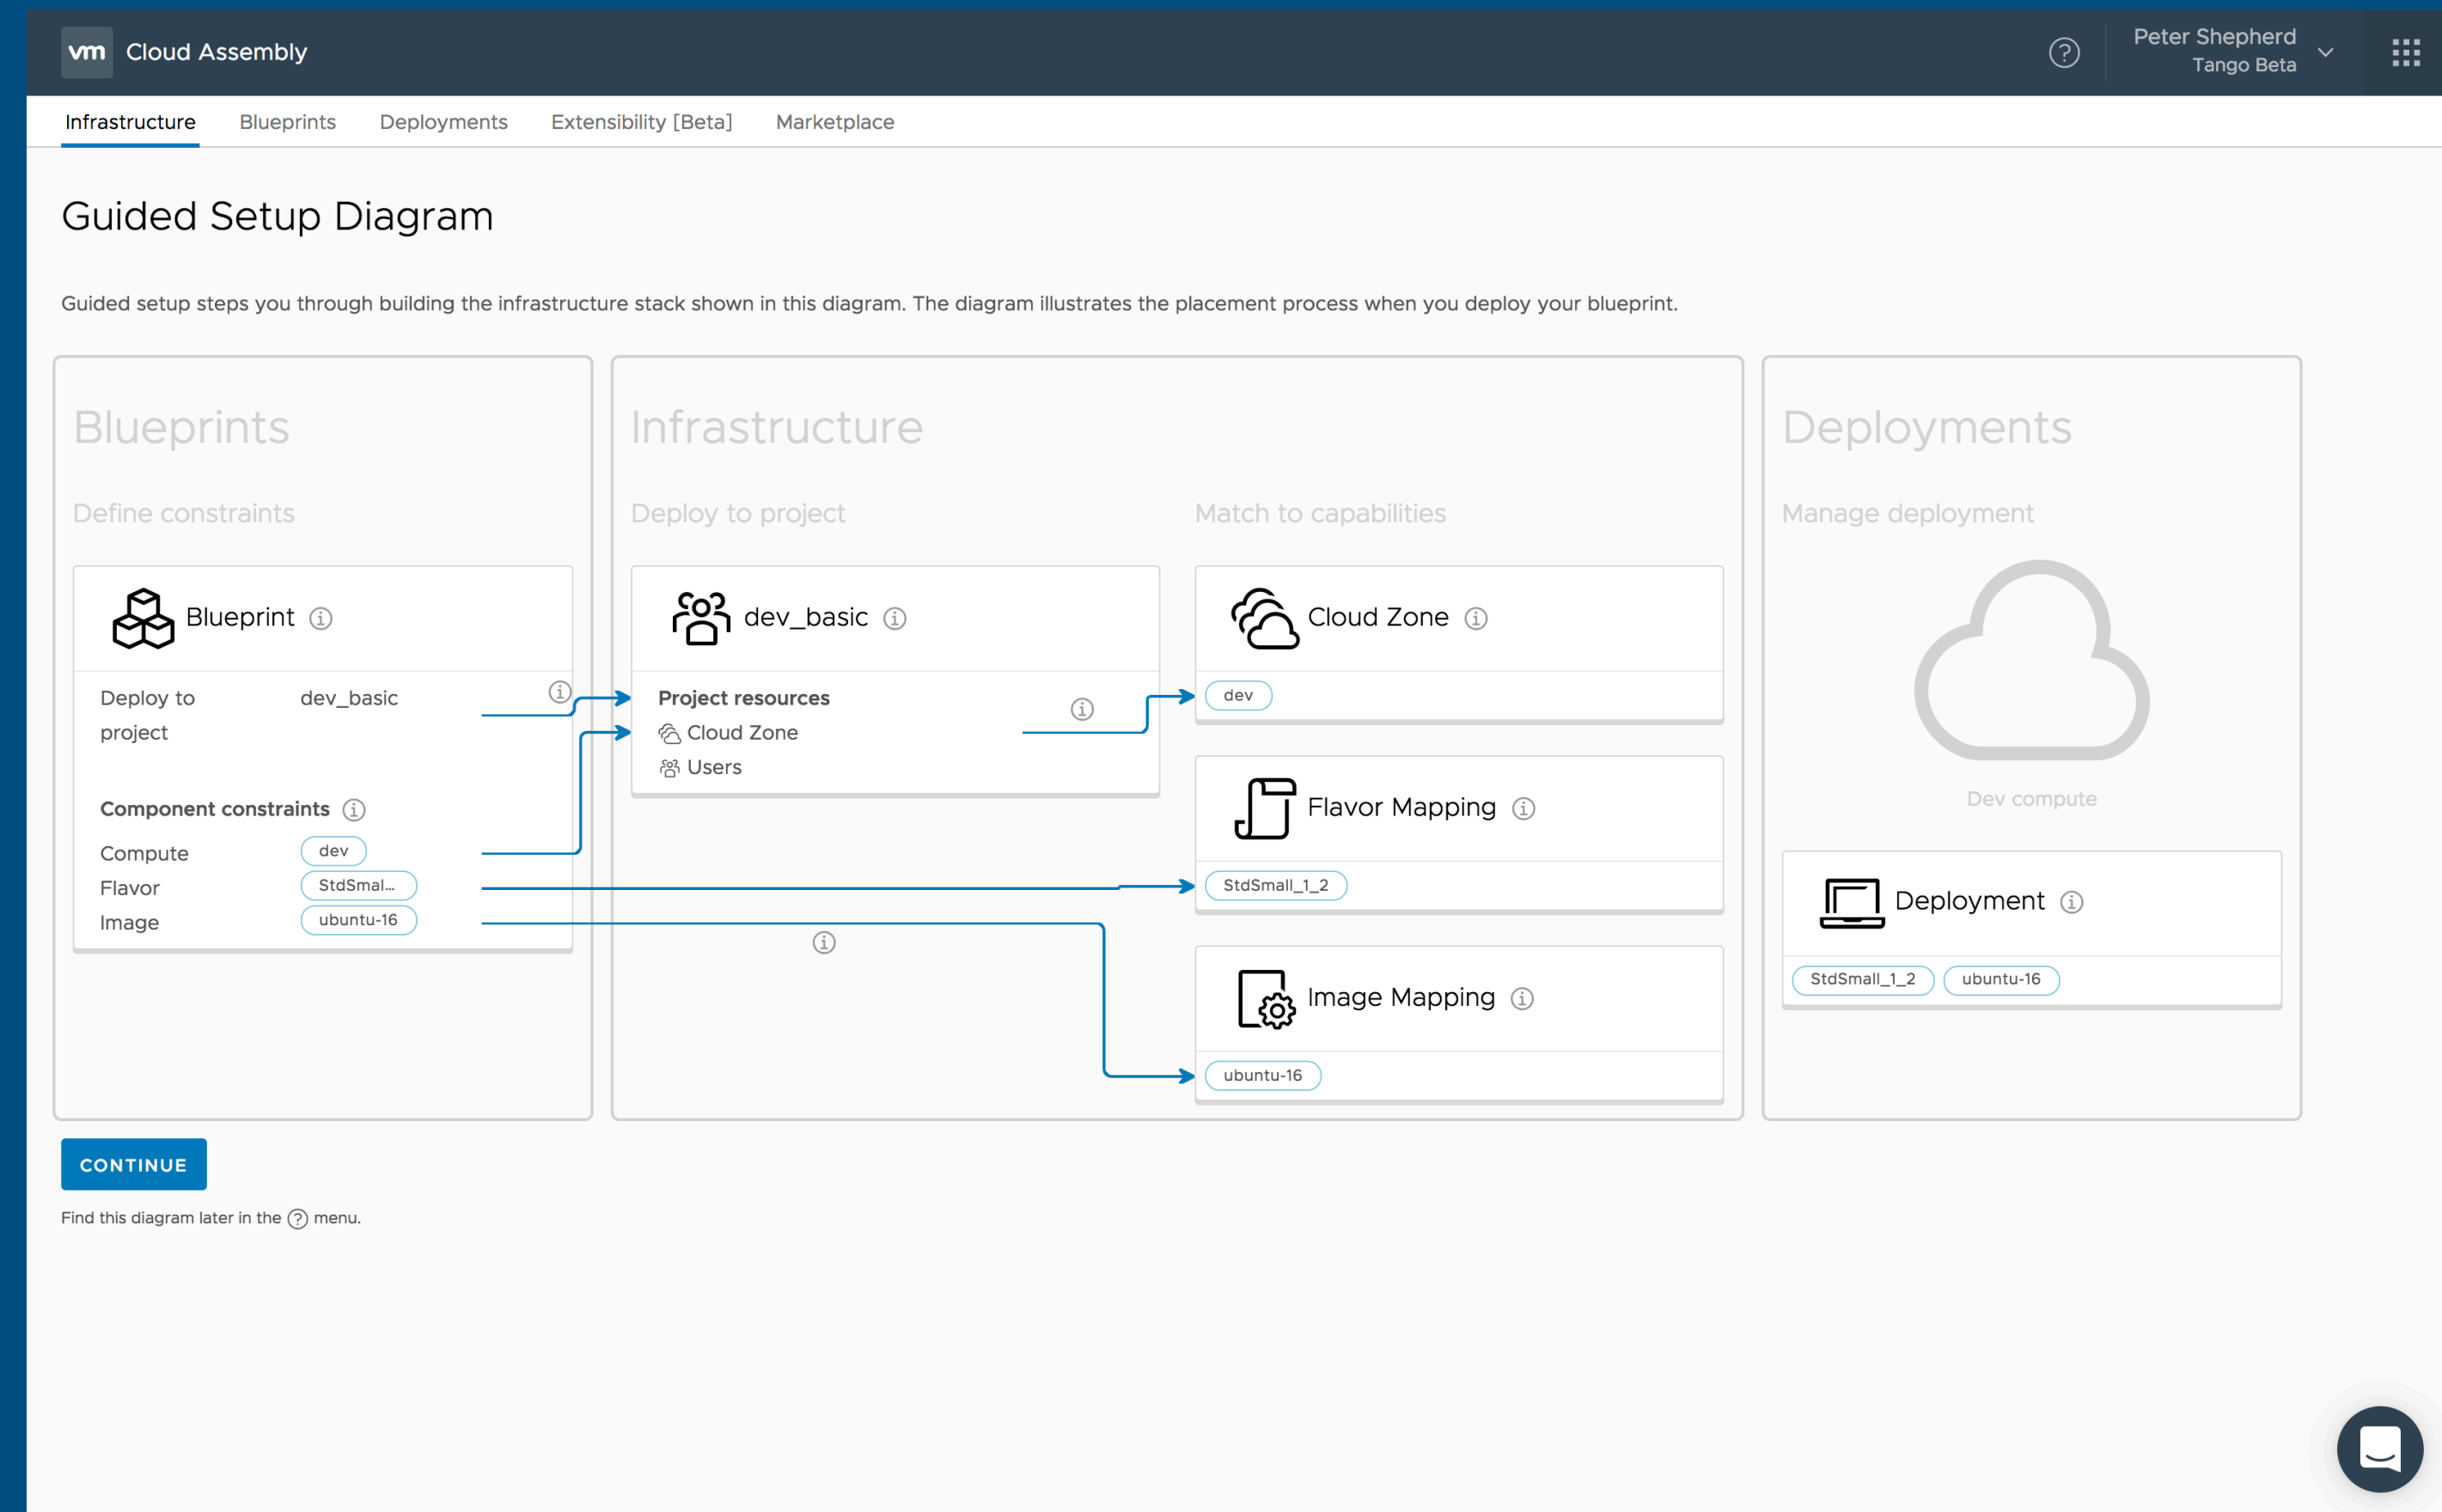 vm Cloud Assembly
Peter Shepherd
Tango Beta
Infrastructure Blueprints Deployments Extensibility [Beta] Marketplace
Guided Setup Diagram
Guided setup steps you through building the infrastructure stack shown in this diagram. The diagram illustrates the placement process when you deploy your blueprint.
Blueprints
Define constraints
Blueprint
Deploy to project dev_basic
Component constraints
Compute dev
Flavor StdSmal...
Image ubuntu-16
Infrastructure
Deploy to project
dev_basic
Project resources
Cloud Zone
Users
Match to capabilities
Cloud Zone
dev
Flavor Mapping
StdSmall_1_2
Image Mapping
ubuntu-16
Deployments
Manage deployment
Dev compute
Deployment
StdSmall_1_2 ubuntu-16
CONTINUE
Find this diagram later in the ? menu.